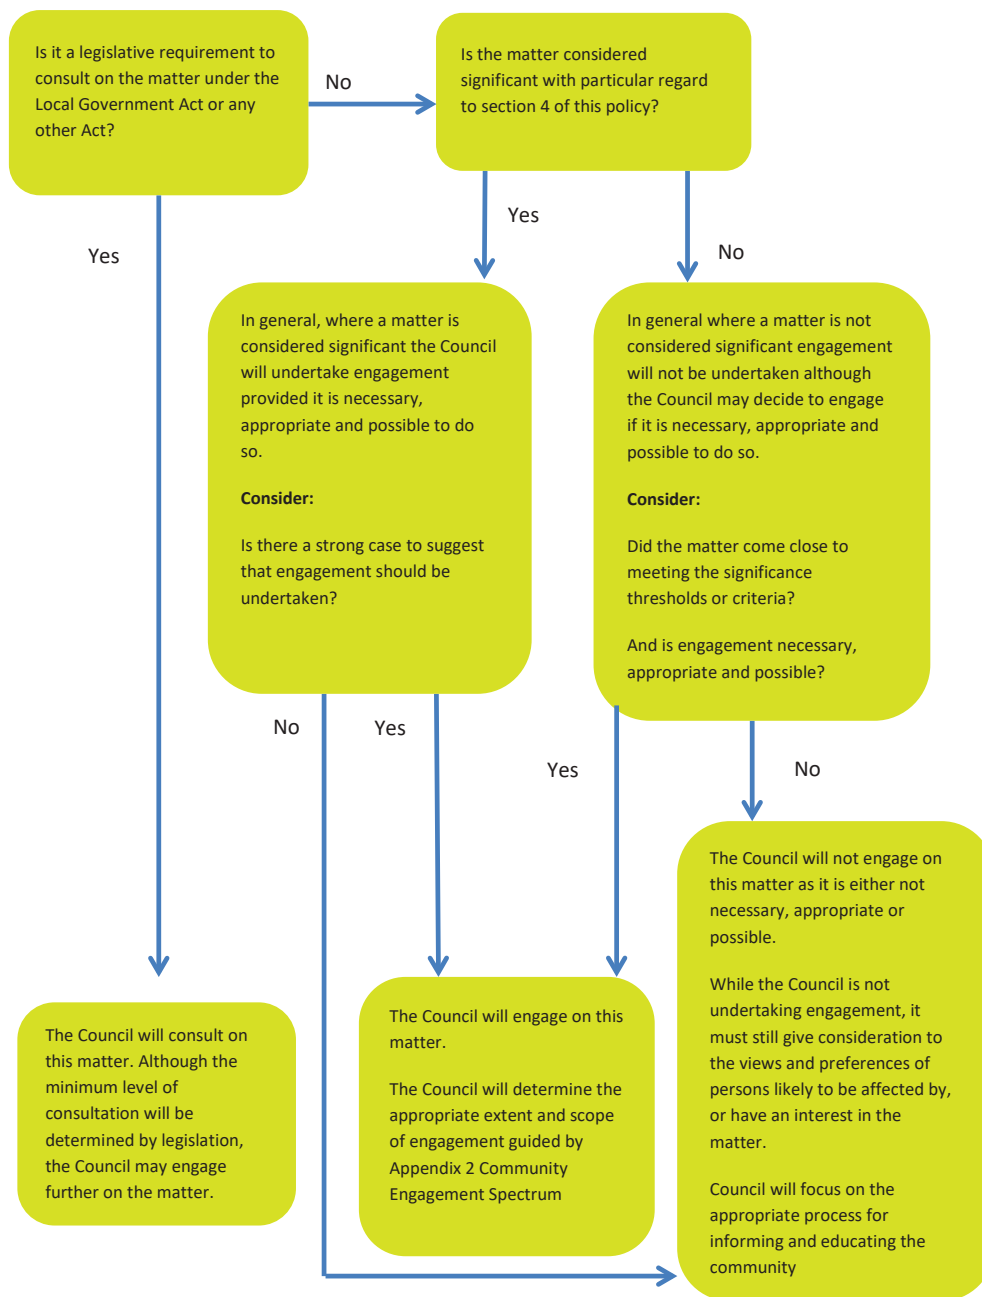 Is it a legislative requirement to
consult on the matter under the
Local Government Act or any
other Act?
No
Is the matter considered
significant with particular regard
to section 4 of this policy?
Yes
Yes
No
In general, where a matter is
considered significant the Council
will undertake engagement
provided it is necessary,
appropriate and possible to do
so.
Consider:
Is there a strong case to suggest
that engagement should be
undertaken?
In general where a matter is not
considered significant engagement
will not be undertaken although
the Council may decide to engage
if it is necessary, appropriate and
possible to do so.
Consider:
Did the matter come close to
meeting the significance
thresholds or criteria?
And is engagement necessary,
appropriate and possible?
No
Yes
Yes
No
The Council will consult on
this matter. Although the
minimum level of
consultation will be
determined by legislation,
the Council may engage
further on the matter.
The Council will engage on this
matter.
The Council will determine the
appropriate extent and scope
of engagement guided by
Appendix 2 Community
Engagement Spectrum
The Council will not engage on
this matter as it is either not
necessary, appropriate or
possible.
While the Council is not
undertaking engagement, it
must still give consideration to
the views and preferences of
persons likely to be affected by,
or have an interest in the
matter.
Council will focus on the
appropriate process for
informing and educating the
community